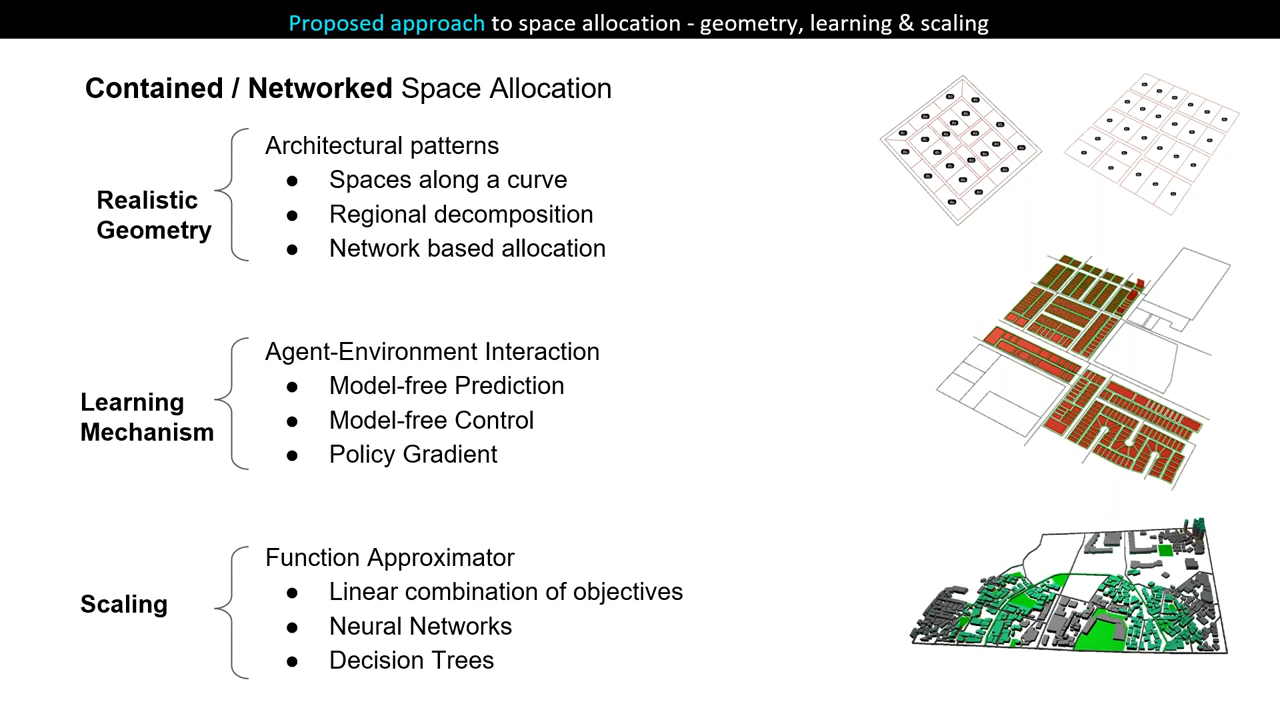 Proposed approach to space allocation - geometry, learning & scaling
Contained / Networked Space Allocation
Realistic
Geometry
Architectural patterns
● Spaces along a curve
● Regional decomposition
● Network based allocation
Learning
Mechanism
Agent-Environment Interaction
● Model-free Prediction
● Model-free Control
● Policy Gradient
Scaling
Function Approximator
● Linear combination of objectives
● Neural Networks
● Decision Trees